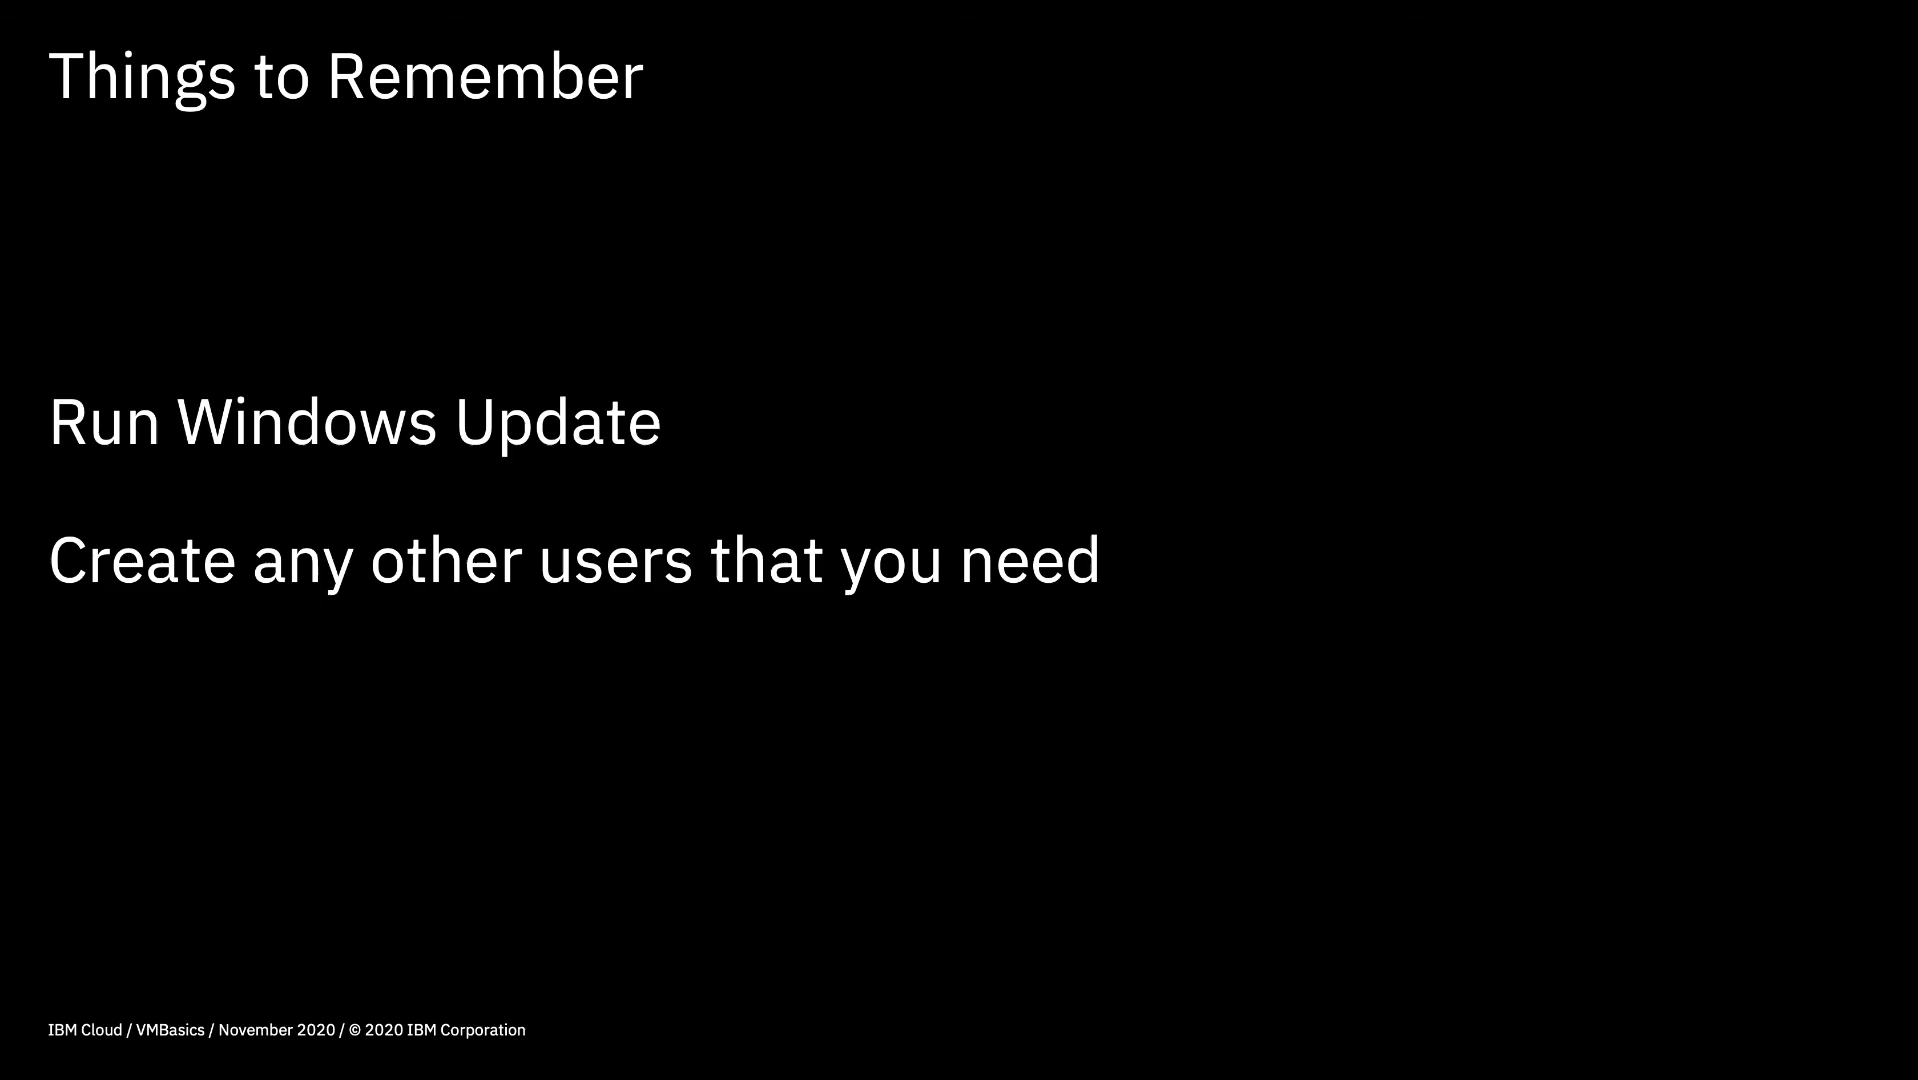 Things to Remember
Run Windows Update
Create any other users that you need
IBM Cloud / VMBasics / November 2020 / © 2020 IBM Corporation